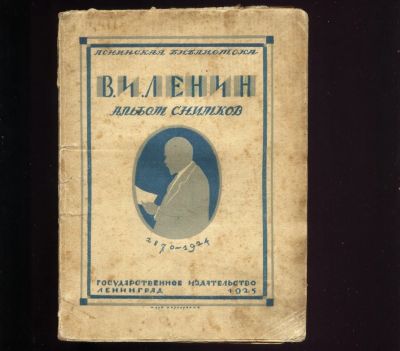 ЛЕНИНСКАЯ БИБЛИОТЕКА
В.И.ЛЕНИН
АЛЬБОМ СНИМКОВ
1870-1924
ГОСУДАРСТВЕННОЕ ИЗДАТЕЛЬСТВО
ЛЕНИНГРАД 1925